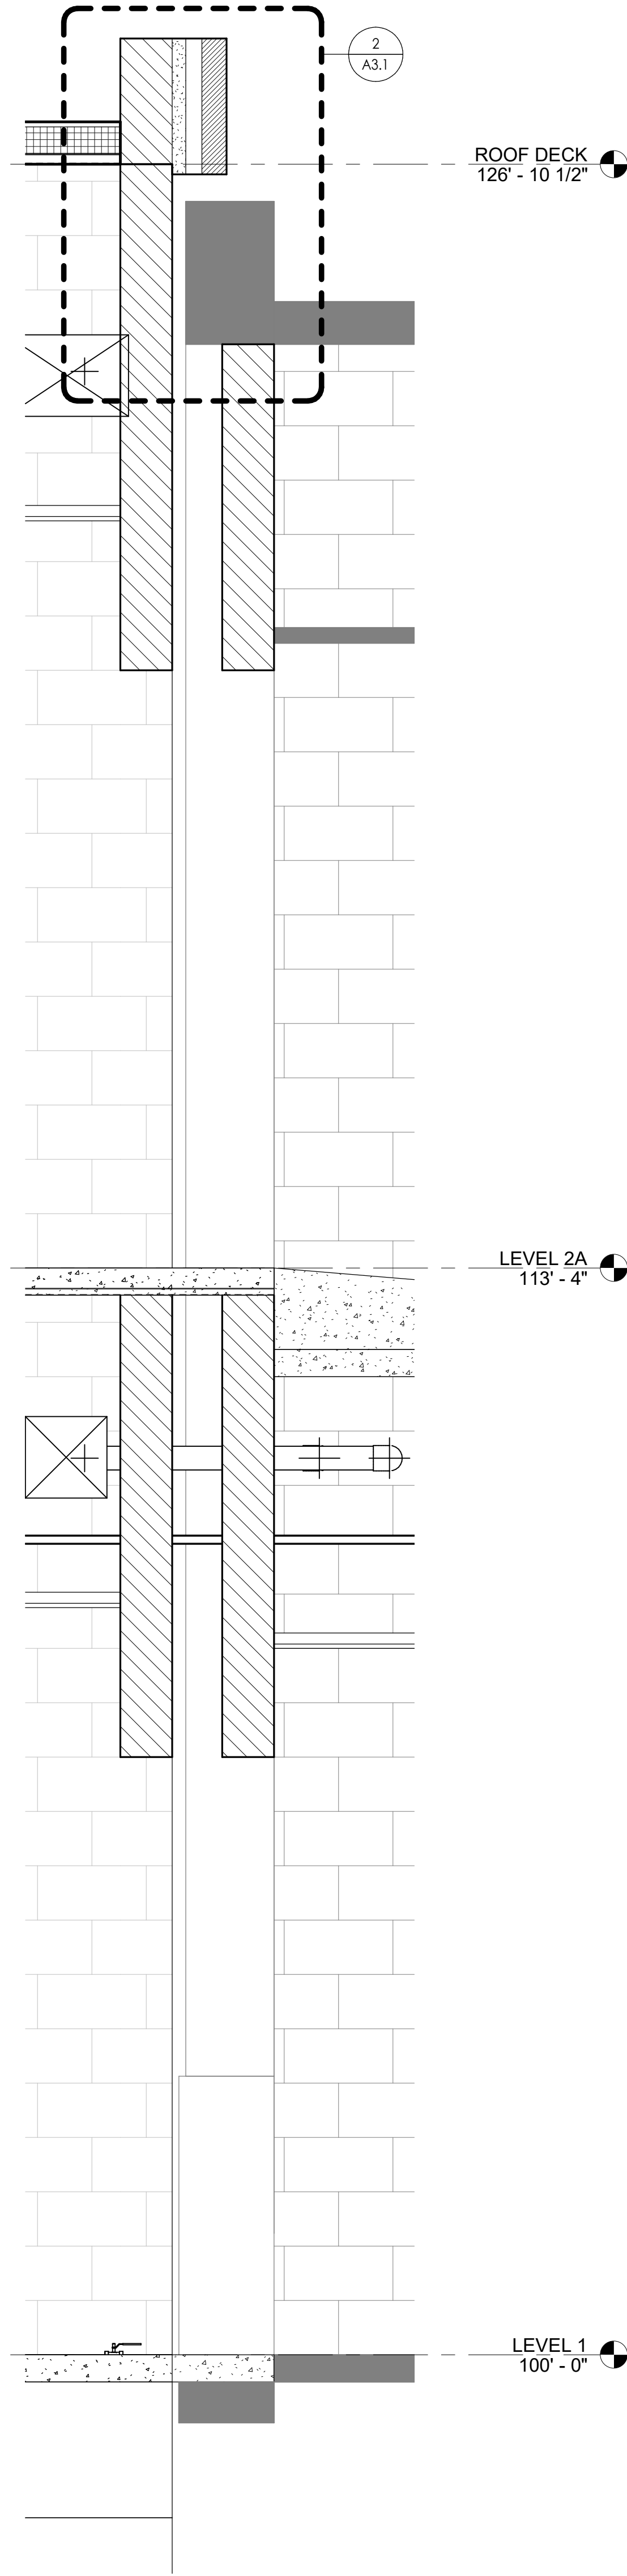 2
A3.1
ROOF DECK
126' - 10 1/2"
LEVEL 2A
113' - 4"
LEVEL 1
100' - 0"